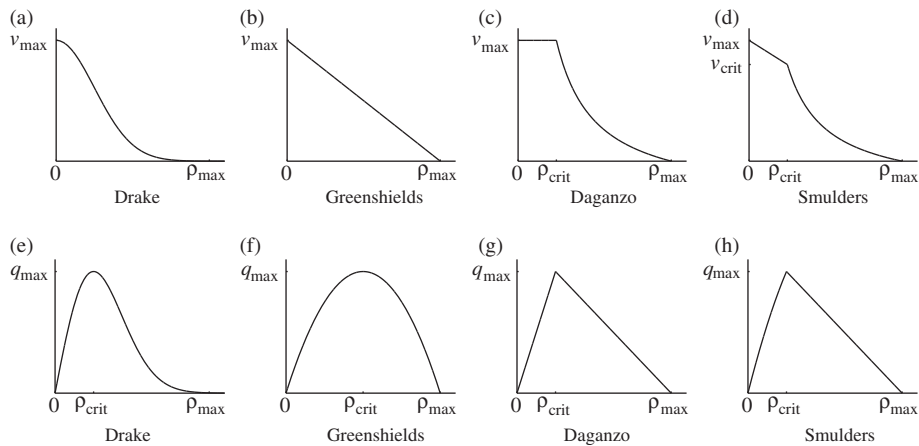 (a) (b) (c) (d)
v_max v_max v_max v_max
v_crit
0 ρ_max 0 ρ_max 0 ρ_crit ρ_max 0 ρ_crit ρ_max
Drake Greenshields Daganzo Smulders
(e) (f) (g) (h)
q_max q_max q_max q_max
0 ρ_crit ρ_max 0 ρ_crit ρ_max 0 ρ_crit ρ_max 0 ρ_crit ρ_max
Drake Greenshields Daganzo Smulders